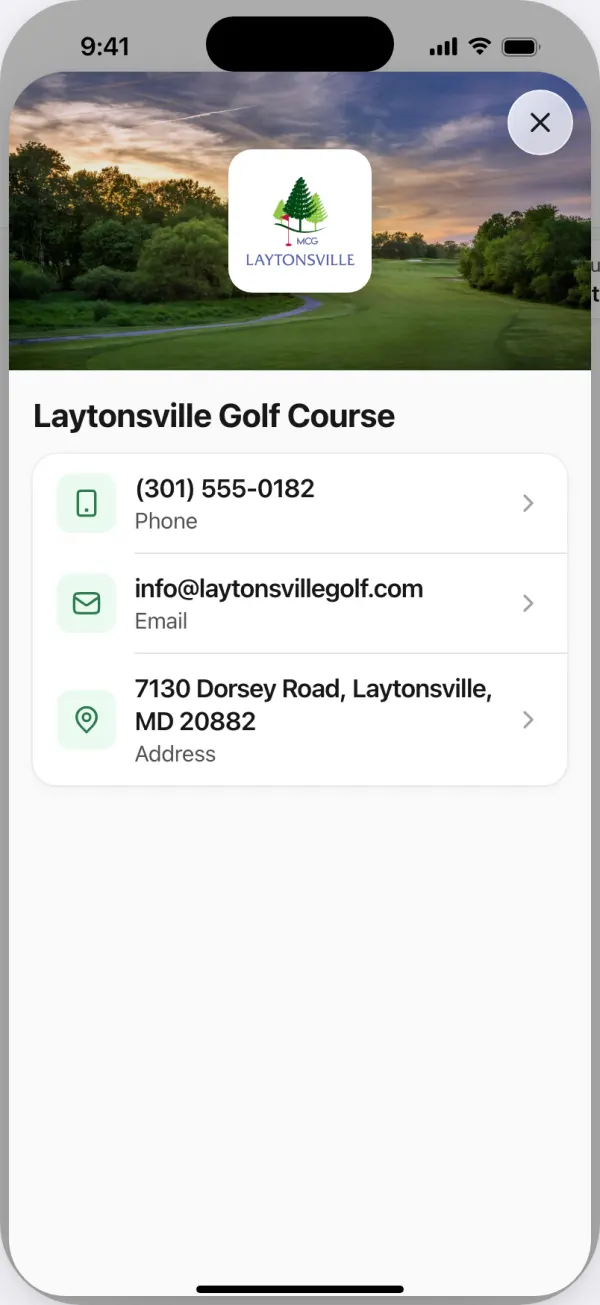 9:41
MCG
LAYTONSVILLE
Laytonsville Golf Course
(301) 555-0182
Phone
info@laytonsvillegolf.com
Email
7130 Dorsey Road, Laytonsville,
MD 20882
Address